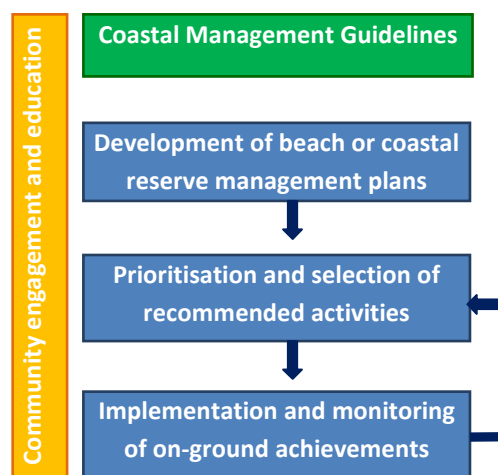 Community engagement and education
Coastal Management Guidelines
Development of beach or coastal
reserve management plans
Prioritisation and selection of
recommended activities
Implementation and monitoring
of on-ground achievements